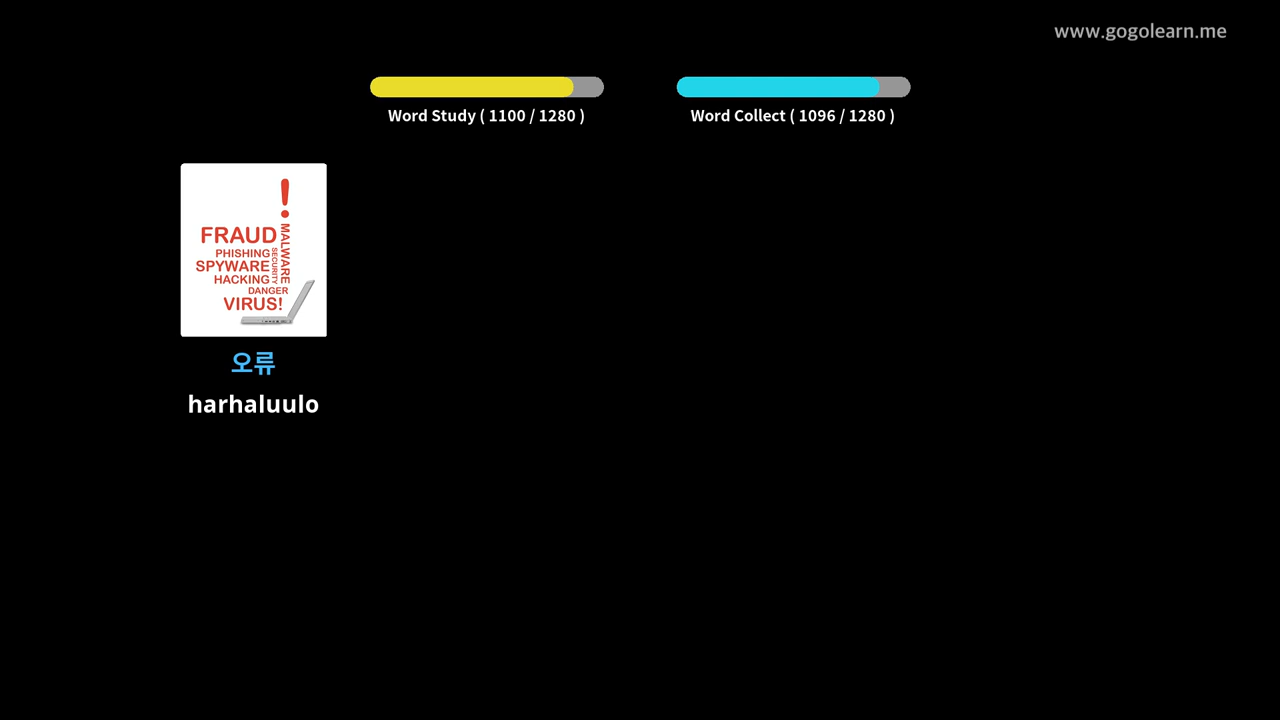 www.gogolearn.me
Word Study ( 1100 / 1280 )
Word Collect ( 1096 / 1280 )
!
FRAUD
MALWARE
PHISHING
SECURITY
SPYWARE
HACKING
DANGER
VIRUS!
오류
harhaluulo